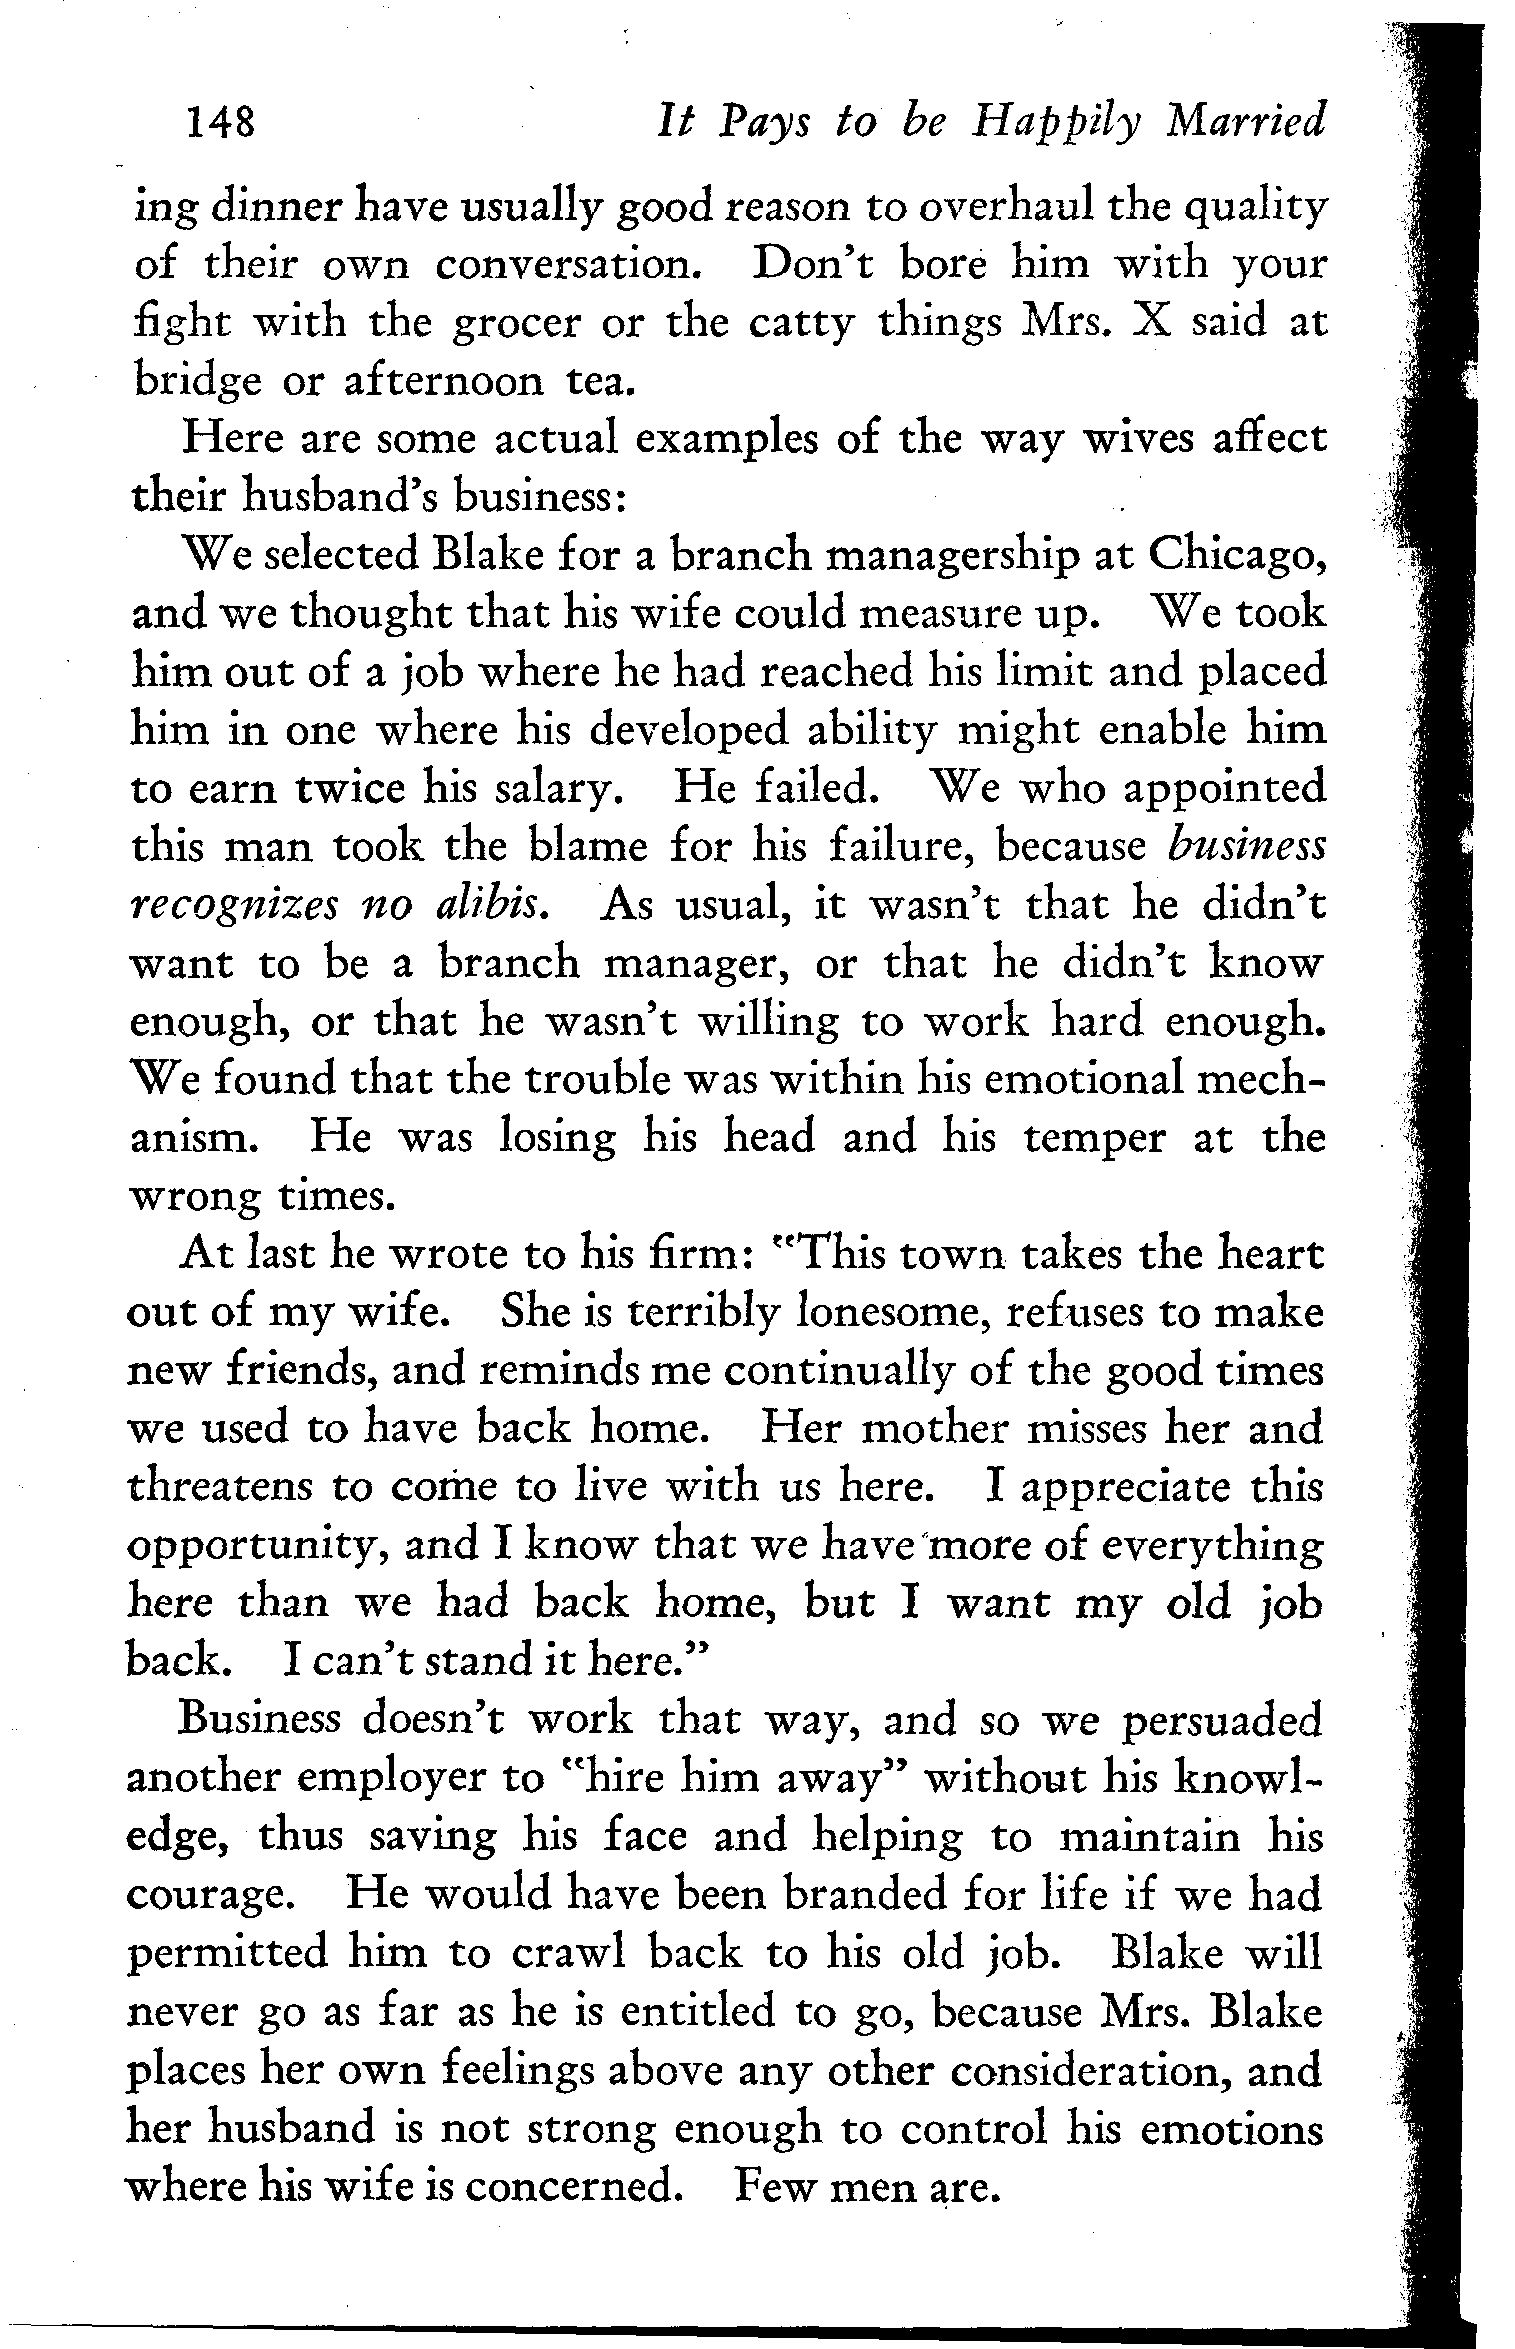 148 It Pays to be Happily Married
ing dinner have usually good reason to overhaul the quality
of their own conversation. Don't bore him with your
fight with the grocer or the catty things Mrs. X said at
bridge or afternoon tea.
Here are some actual examples of the way wives affect
their husband's business:
We selected Blake for a branch managership at Chicago,
and we thought that his wife could measure up. We took
him out of a job where he had reached his limit and placed
him in one where his developed ability might enable him
to earn twice his salary. He failed. We who appointed
this man took the blame for his failure, because business
recognizes no alibis. As usual, it wasn't that he didn't
want to be a branch manager, or that he didn't know
enough, or that he wasn't willing to work hard enough.
We found that the trouble was within his emotional mech-
anism. He was losing his head and his temper at the
wrong times.
At last he wrote to his firm: "This town takes the heart
out of my wife. She is terribly lonesome, refuses to make
new friends, and reminds me continually of the good times
we used to have back home. Her mother misses her and
threatens to come to live with us here. I appreciate this
opportunity, and I know that we have more of everything
here than we had back home, but I want my old job
back. I can't stand it here."
Business doesn't work that way, and so we persuaded
another employer to "hire him away" without his knowl-
edge, thus saving his face and helping to maintain his
courage. He would have been branded for life if we had
permitted him to crawl back to his old job. Blake will
never go as far as he is entitled to go, because Mrs. Blake
places her own feelings above any other consideration, and
her husband is not strong enough to control his emotions
where his wife is concerned. Few men are.